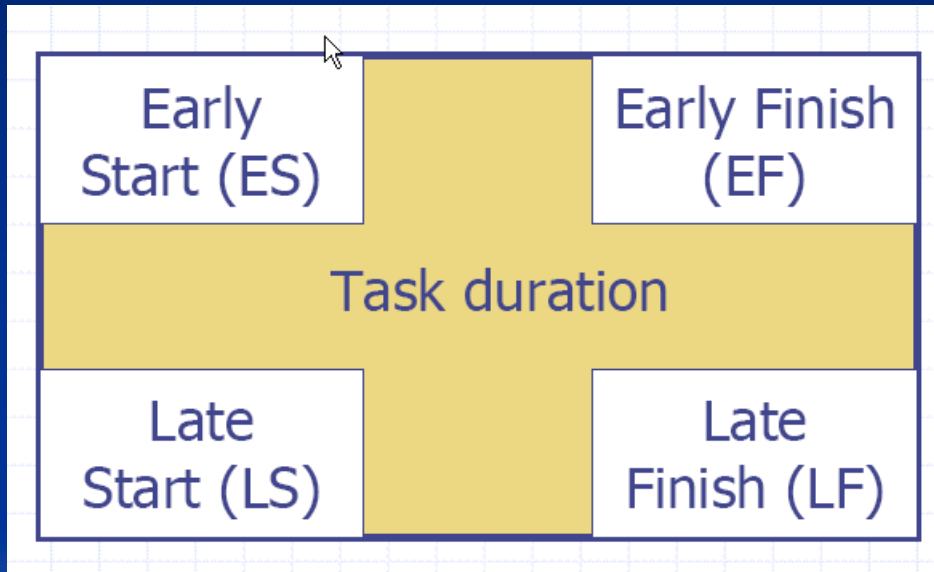 Early
Start (ES)
Early Finish
(EF)
Task duration
Late
Start (LS)
Late
Finish (LF)